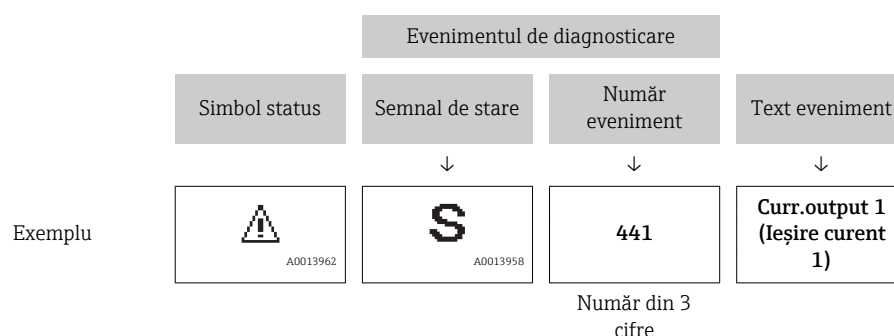 Evenimentul de diagnosticare
Simbol status
Semnal de stare
Număr
eveniment
Text eveniment
↓ ↓ ↓
Exemplu
A0013962
S
A0013958
441
Curr.output 1
(Ieșire curent
1)
Număr din 3
cifre